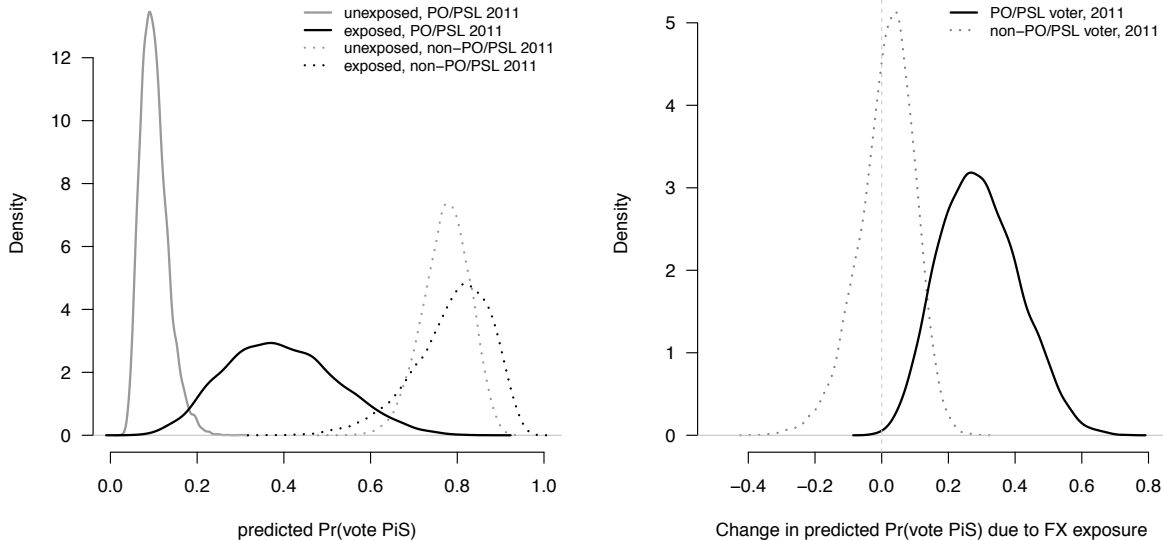 unexposed, PO/PSL 2011
exposed, PO/PSL 2011
unexposed, non−PO/PSL 2011
exposed, non−PO/PSL 2011
12
10
8
6
4
2
0
Density
0.0 0.2 0.4 0.6 0.8 1.0
predicted Pr(vote PiS)
PO/PSL voter, 2011
non−PO/PSL voter, 2011
5
4
3
2
1
0
Density
−0.4 −0.2 0.0 0.2 0.4 0.6 0.8
Change in predicted Pr(vote PiS) due to FX exposure